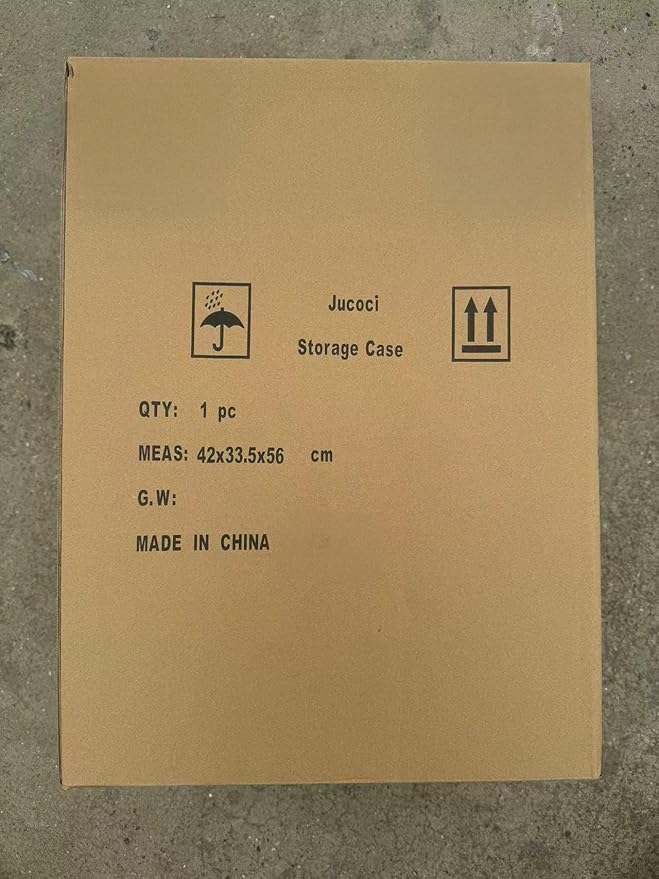 Jucoci
Storage Case
QTY: 1 pc
MEAS: 42x33.5x56 cm
G.W:
MADE IN CHINA